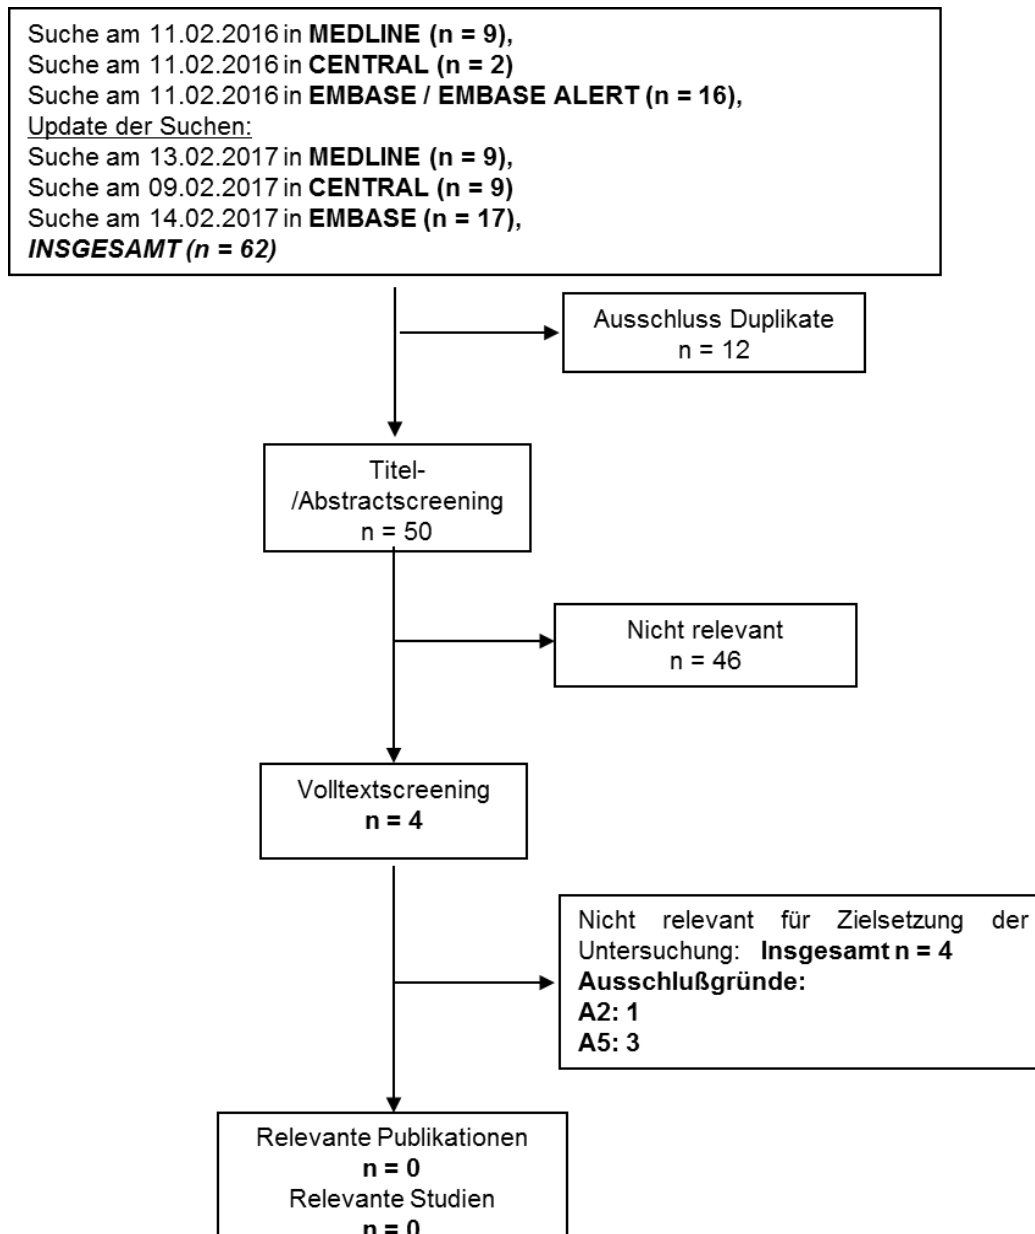 Suche am 11.02.2016 in MEDLINE (n = 9),
Suche am 11.02.2016 in CENTRAL (n = 2)
Suche am 11.02.2016 in EMBASE / EMBASE ALERT (n = 16),
Update der Suchen:
Suche am 13.02.2017 in MEDLINE (n = 9),
Suche am 09.02.2017 in CENTRAL (n = 9)
Suche am 14.02.2017 in EMBASE (n = 17),
INSGESAMT (n = 62)
Ausschluss Duplikate
n = 12
Titel-
/Abstractscreening
n = 50
Nicht relevant
n = 46
Volltextscreening
n = 4
Nicht relevant für Zielsetzung der
Untersuchung: Insgesamt n = 4
Ausschlußgründe:
A2: 1
A5: 3
Relevante Publikationen
n = 0
Relevante Studien
n = 0